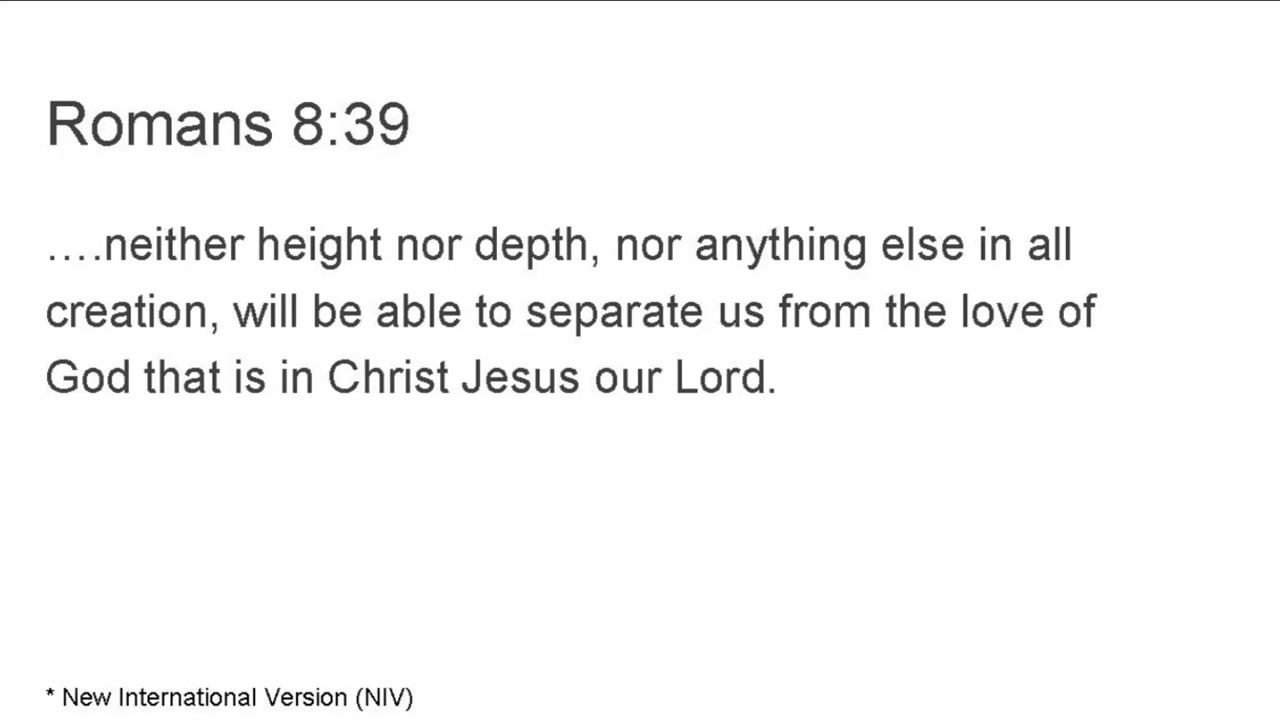 Romans 8:39
….neither height nor depth, nor anything else in all
creation, will be able to separate us from the love of
God that is in Christ Jesus our Lord.
* New International Version (NIV)